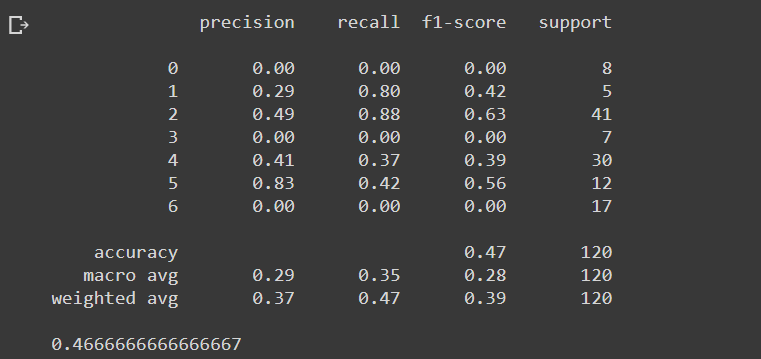 precision recall f1-score support
0 0.00 0.00 0.00 8
1 0.29 0.80 0.42 5
2 0.49 0.88 0.63 41
3 0.00 0.00 0.00 7
4 0.41 0.37 0.39 30
5 0.83 0.42 0.56 12
6 0.00 0.00 0.00 17
accuracy 0.47 120
macro avg 0.29 0.35 0.28 120
weighted avg 0.37 0.47 0.39 120
0.4666666666666667